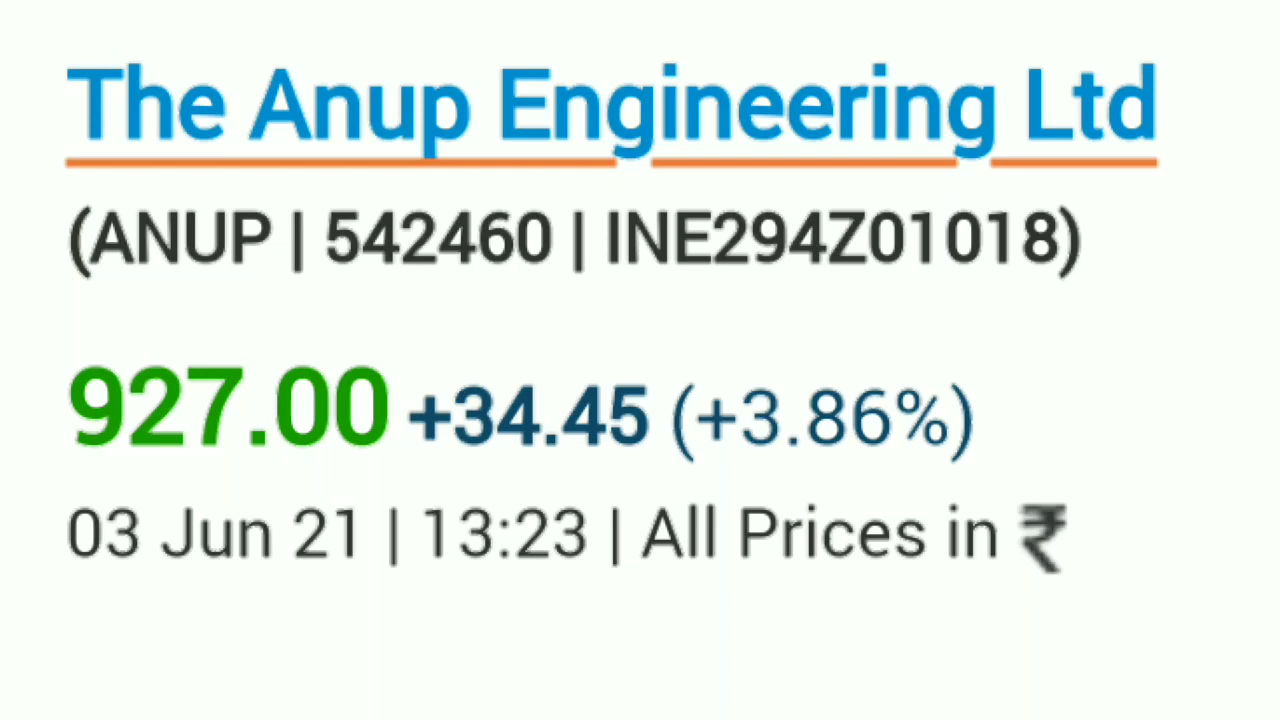 The Anup Engineering Ltd
(ANUP | 542460 | INE294Z01018)
927.00 +34.45 (+3.86%)
03 Jun 21 | 13:23 | All Prices in ₹